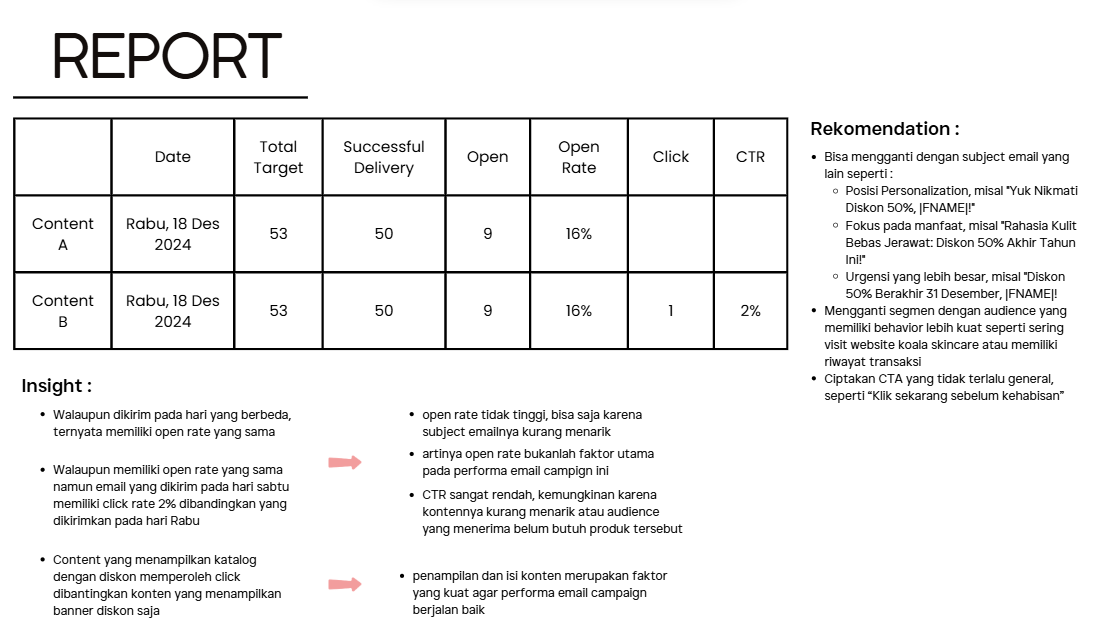 REPORT
Date
Total
Target
Successful
Delivery
Open
Open
Rate
Click
CTR
Content
A
Rabu, 18 Des
2024
53
50
9
16%
Content
B
Rabu, 18 Des
2024
53
50
9
16%
1
2%
Rekomendation :
• Bisa mengganti dengan subject email yang
lain seperti :
○ Posisi Personalization, misal "Yuk Nikmati
Diskon 50%, |FNAME|!"
○ Fokus pada manfaat, misal "Rahasia Kulit
Bebas Jerawat: Diskon 50% Akhir Tahun
Ini!"
○ Urgensi yang lebih besar, misal "Diskon
50% Berakhir 31 Desember, |FNAME|!
• Mengganti segmen dengan audience yang
memiliki behavior lebih kuat seperti sering
visit website koala skincare atau memiliki
riwayat transaksi
• Ciptakan CTA yang tidak terlalu general,
seperti “Klik sekarang sebelum kehabisan”
Insight :
• Walaupun dikirim pada hari yang berbeda,
ternyata memiliki open rate yang sama
• Walaupun memiliki open rate yang sama
namun email yang dikirim pada hari sabtu
memiliki click rate 2% dibandingkan yang
dikirimkan pada hari Rabu
• Content yang menampilkan katalog
dengan diskon memperoleh click
dibantingkan konten yang menampilkan
banner diskon saja
• open rate tidak tinggi, bisa saja karena
subject emailnya kurang menarik
• artinya open rate bukanlah faktor utama
pada performa email campign ini
• CTR sangat rendah, kemungkinan karena
kontennya kurang menarik atau audience
yang menerima belum butuh produk tersebut
• penampilan dan isi konten merupakan faktor
yang kuat agar performa email campaign
berjalan baik